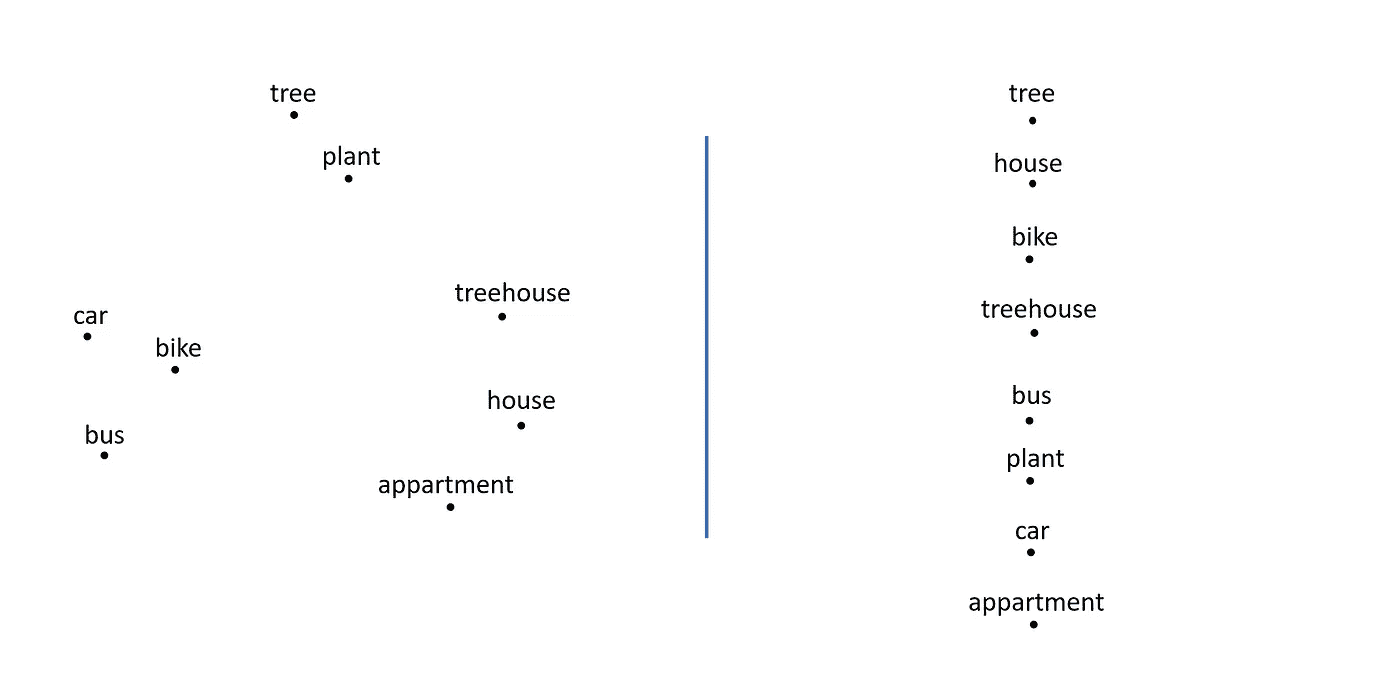 tree
plant
treehouse
car
bike
house
bus
appartment
tree
house
bike
treehouse
bus
plant
car
appartment